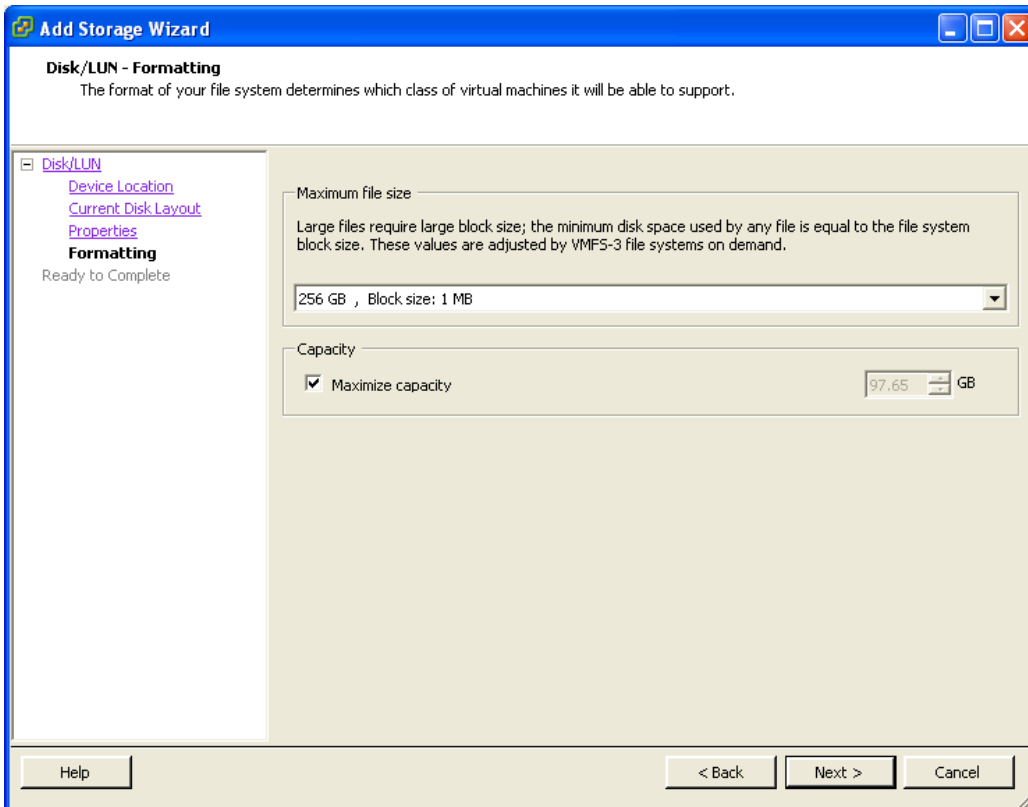 Add Storage Wizard
Disk/LUN - Formatting
The format of your file system determines which class of virtual machines it will be able to support.
Disk/LUN
Device Location
Current Disk Layout
Properties
Formatting
Ready to Complete
Maximum file size
Large files require large block size; the minimum disk space used by any file is equal to the file system
block size. These values are adjusted by VMFS-3 file systems on demand.
256 GB , Block size: 1 MB
Capacity
Maximize capacity
97.65 GB
Help
< Back
Next >
Cancel